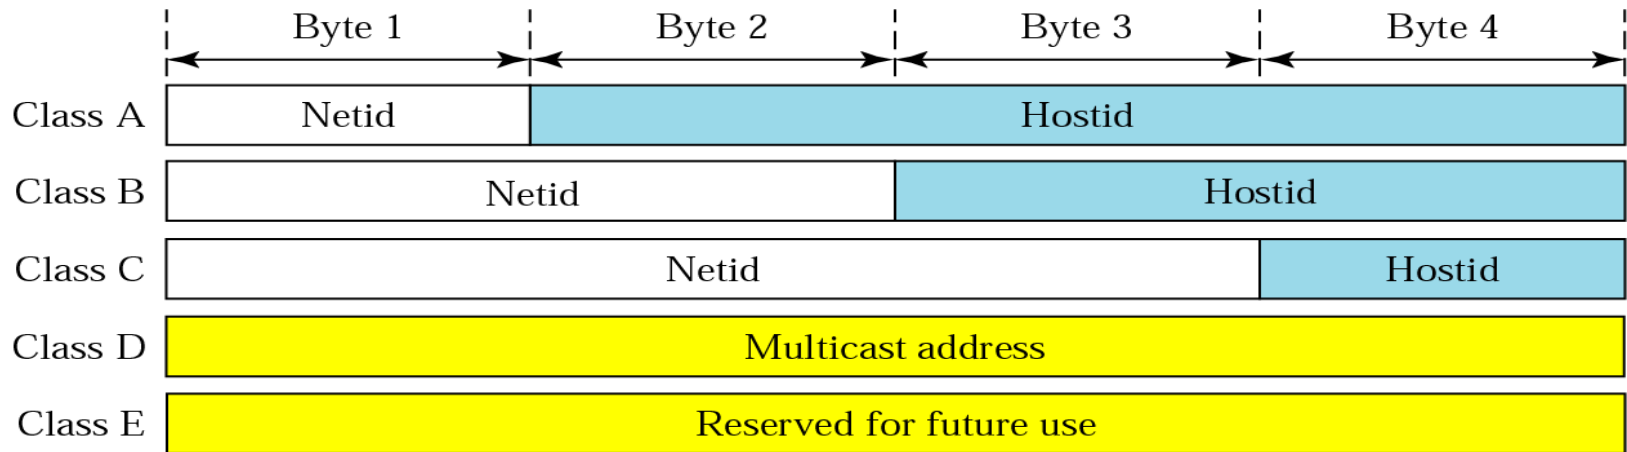 Byte 1 Byte 2 Byte 3 Byte 4
Class A Netid Hostid
Class B Netid Hostid
Class C Netid Hostid
Class D Multicast address
Class E Reserved for future use